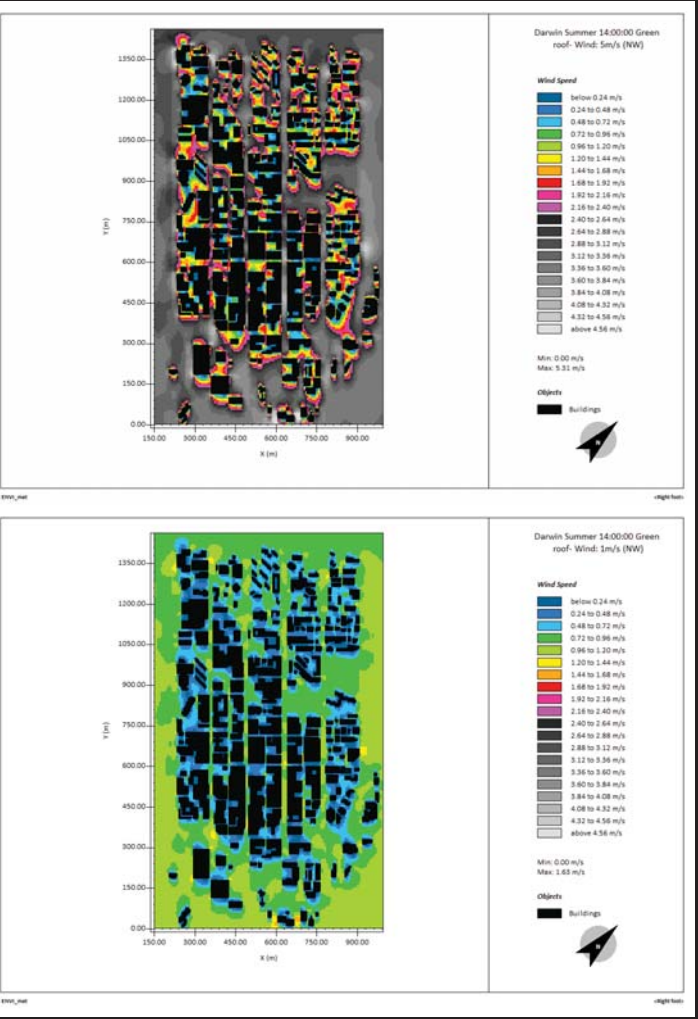 Darwin Summer 14:00:00 Green
roof- Wind: 5m/s (NW)
Wind Speed
below 0.24 m/s
0.24 to 0.48 m/s
0.48 to 0.72 m/s
0.72 to 0.96 m/s
0.96 to 1.20 m/s
1.20 to 1.44 m/s
1.44 to 1.68 m/s
1.68 to 1.92 m/s
1.92 to 2.16 m/s
2.16 to 2.40 m/s
2.40 to 2.64 m/s
2.64 to 2.88 m/s
2.88 to 3.12 m/s
3.12 to 3.36 m/s
3.36 to 3.60 m/s
3.60 to 3.84 m/s
3.84 to 4.08 m/s
4.08 to 4.32 m/s
4.32 to 4.56 m/s
above 4.56 m/s
Min: 0.00 m/s
Max: 5.31 m/s
Objects
Buildings
N
Y (m)
1350.00
1200.00
1050.00
900.00
750.00
600.00
450.00
300.00
150.00
0.00
150.00 300.00 450.00 600.00 750.00 900.00
X (m)
<Right foot>
Darwin Summer 14:00:00 Green
roof- Wind: 1m/s (NW)
Wind Speed
below 0.24 m/s
0.24 to 0.48 m/s
0.48 to 0.72 m/s
0.72 to 0.96 m/s
0.96 to 1.20 m/s
1.20 to 1.44 m/s
1.44 to 1.68 m/s
1.68 to 1.92 m/s
1.92 to 2.16 m/s
2.16 to 2.40 m/s
2.40 to 2.64 m/s
2.64 to 2.88 m/s
2.88 to 3.12 m/s
3.12 to 3.36 m/s
3.36 to 3.60 m/s
3.60 to 3.84 m/s
3.84 to 4.08 m/s
4.08 to 4.32 m/s
4.32 to 4.56 m/s
above 4.56 m/s
Min: 0.00 m/s
Max: 1.63 m/s
Objects
Buildings
N
Y (m)
1350.00
1200.00
1050.00
900.00
750.00
600.00
450.00
300.00
150.00
0.00
150.00 300.00 450.00 600.00 750.00 900.00
X (m)
<Right foot>